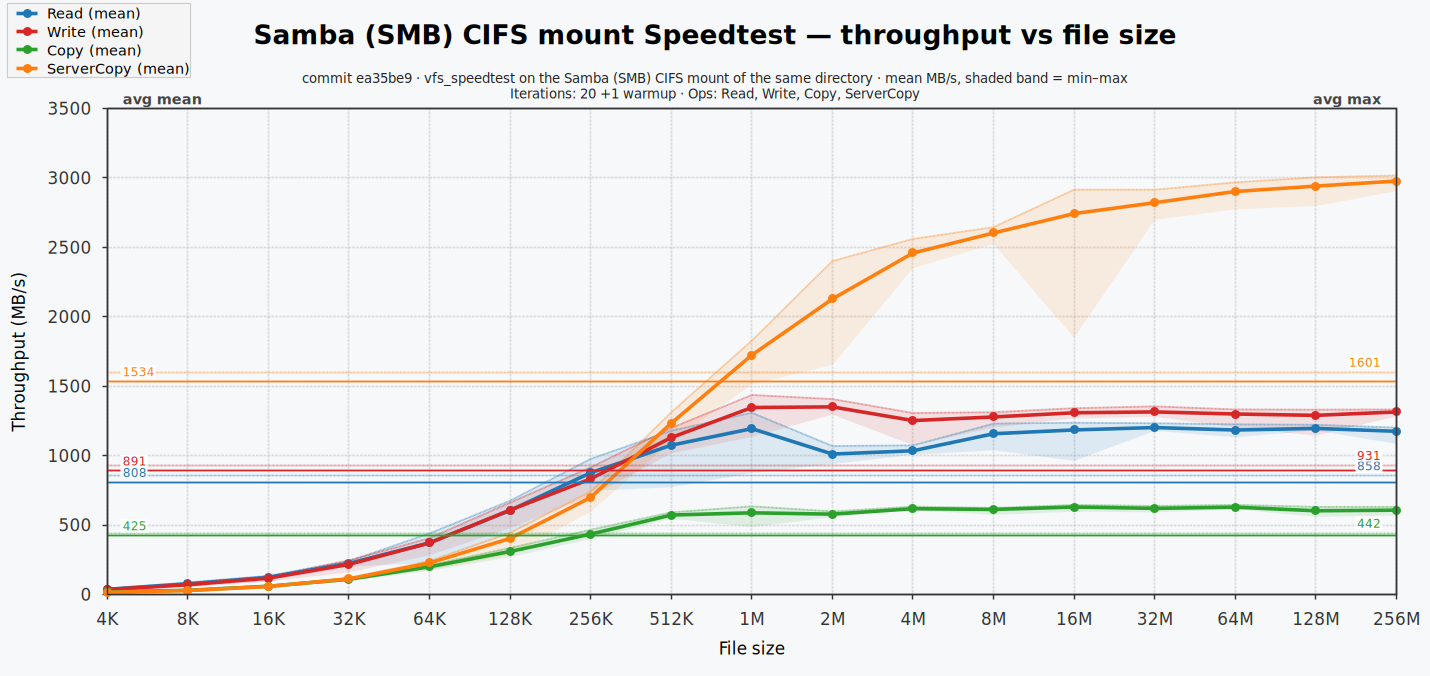 Read (mean)
Write (mean)
Copy (mean)
ServerCopy (mean)
Samba (SMB) CIFS mount Speedtest — throughput vs file size
commit ea35be9 · vfs_speedtest on the Samba (SMB) CIFS mount of the same directory · mean MB/s, shaded band = min–max
Iterations: 20 +1 warmup · Ops: Read, Write, Copy, ServerCopy
avg mean
avg max
3500
3000
2500
2000
1500
1000
500
0
Throughput (MB/s)
1534
1601
891
931
808
858
425
442
4K 8K 16K 32K 64K 128K 256K 512K 1M 2M 4M 8M 16M 32M 64M 128M 256M
File size